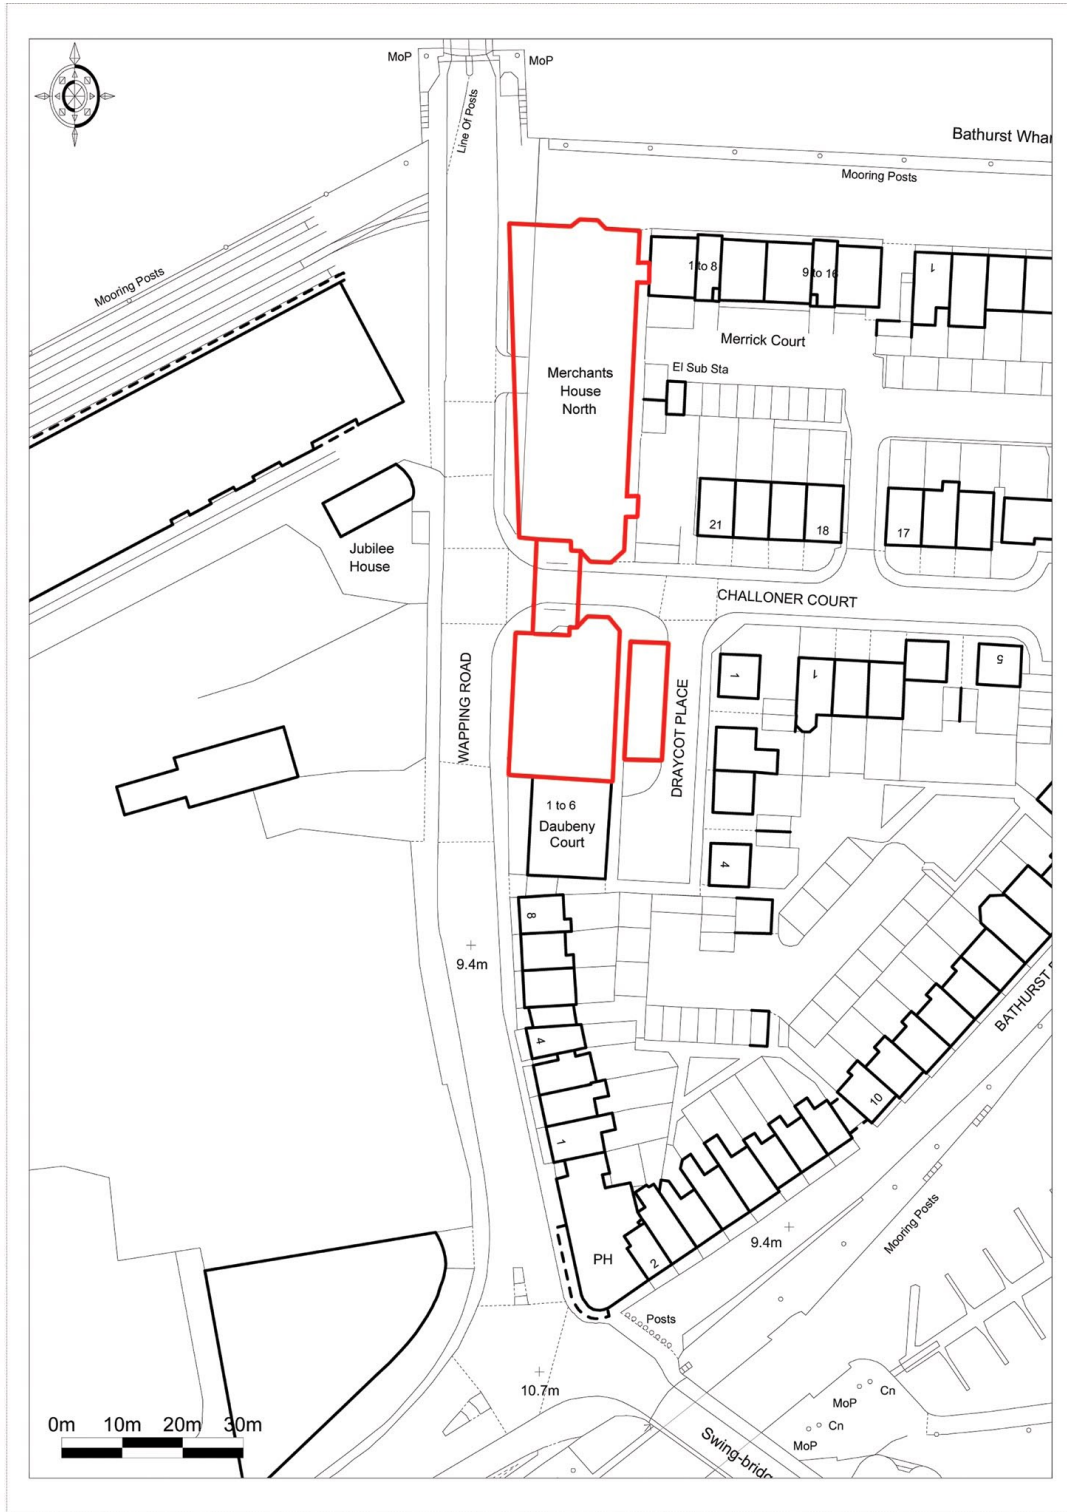 MoP
MoP
Line Of Posts
Bathurst Whar
Mooring Posts
Mooring Posts
1 to 8
9 to 16
1
Merrick Court
Merchants
House
North
El Sub Sta
21
18
17
Jubilee
House
CHALLONER COURT
WAPPING ROAD
DRAYCOT PLACE
1
1
5
1 to 6
Daubeny
Court
4
8
9.4m
4
1
BATHURST
10
Mooring Posts
9.4m
PH
2
Posts
10.7m
Cn
MoP
Cn
MoP
Swing-bridg
0m 10m 20m 30m